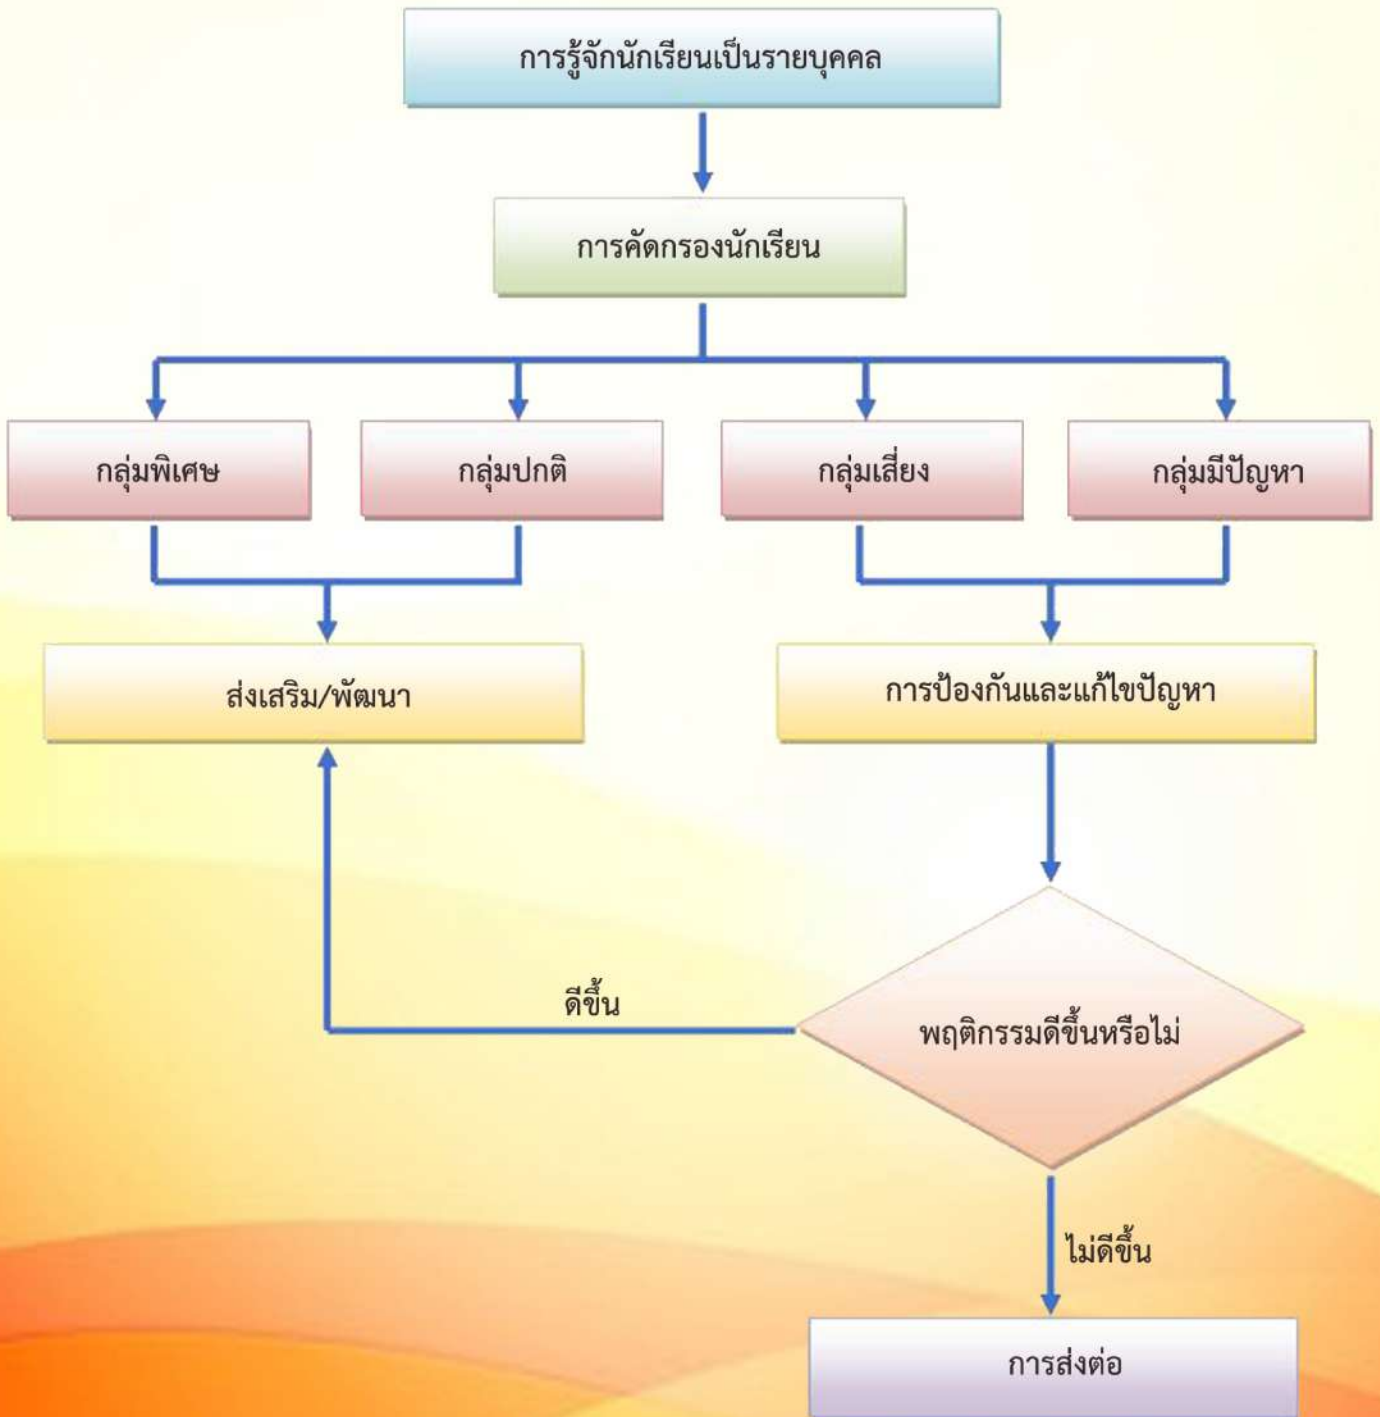 การรู้จักนักเรียนเป็นรายบุคคล
การคัดกรองนักเรียน
กลุ่มพิเศษ
กลุ่มปกติ
กลุ่มเสี่ยง
กลุ่มมีปัญหา
ส่งเสริม/พัฒนา
การป้องกันและแก้ไขปัญหา
ดีขึ้น
พฤติกรรมดีขึ้นหรือไม่
ไม่ดีขึ้น
การส่งต่อ